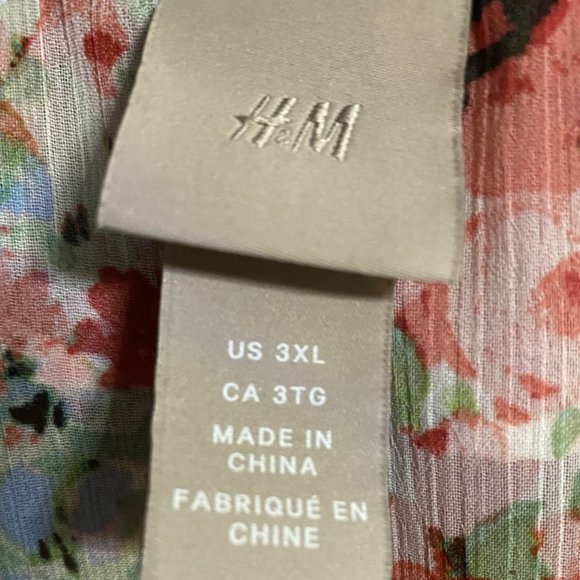 H&M
US 3XL
CA 3TG
MADE IN
CHINA
FABRIQUÉ EN
CHINE